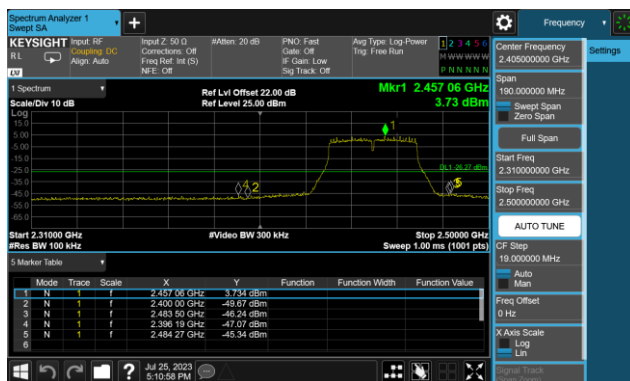 Spectrum Analyzer 1
Swept SA
Frequency
KEYSIGHT Input: RF Input Z: 50 Ω #Atten: 20 dB PNO: Fast Avg Type: Log-Power 1 2 3 4 5 6
RL Coupling: DC Corrections: Off Gate: Off Trig: Free Run M W W W W W
Align: Auto Freq Ref: Int (S) IF Gain: Low
NFE: Off Sig Track: Off P N N N N N
LXI
1 Spectrum
Ref Lvl Offset 22.00 dB
Mkr1 2.457 06 GHz
Scale/Div 10 dB
Ref Level 25.00 dBm
3.73 dBm
Log
15.0
5.00
-5.00
-15.0
-25.0
-35.0
-45.0
-55.0
-65.0
1
DL1 -26.27 dBm
2
Start 2.31000 GHz #Video BW 300 kHz Stop 2.50000 GHz
#Res BW 100 kHz Sweep 1.00 ms (1001 pts)
5 Marker Table
Mode Trace Scale X Y Function Function Width Function Value
1 N 1 f 2.457 06 GHz 3.734 dBm
2 N 1 f 2.400 00 GHz -49.67 dBm
3 N 1 f 2.483 50 GHz -46.24 dBm
4 N 1 f 2.396 19 GHz -47.07 dBm
5 N 1 f 2.484 27 GHz -45.34 dBm
6
Jul 25, 2023
5:10:58 PM
Center Frequency
2.405000000 GHz
Settings
Span
190.000000 MHz
Swept Span
Zero Span
Full Span
Start Freq
2.310000000 GHz
Stop Freq
2.500000000 GHz
AUTO TUNE
CF Step
19.000000 MHz
Auto
Man
Freq Offset
0 Hz
X Axis Scale
Log
Lin
Signal Track